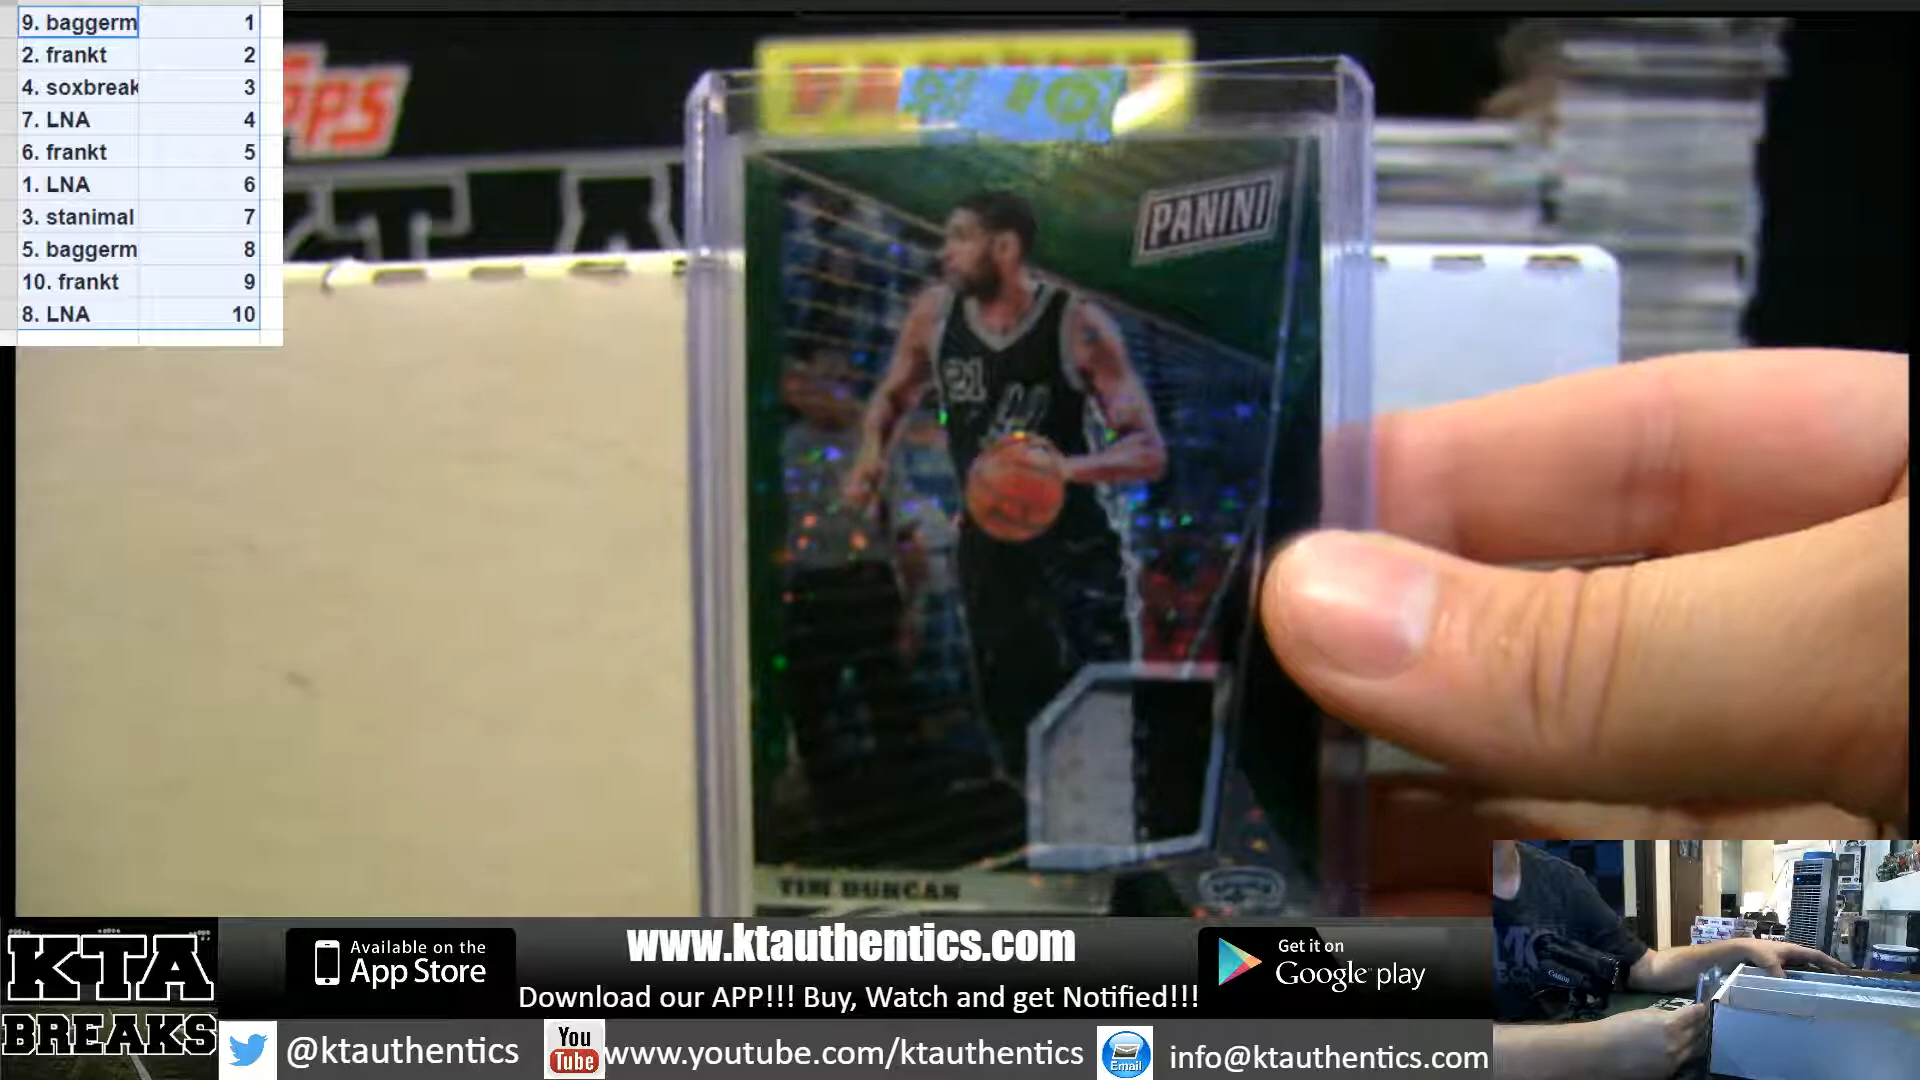 9. baggerm 1
2. frankt 2
4. soxbreak 3
7. LNA 4
6. frankt 5
1. LNA 6
3. stanimal 7
5. baggerm 8
10. frankt 9
8. LNA 10
PANINI
21
TIM DUNCAN
KTA
BREAKS
Available on the
App Store
www.ktauthentics.com
Get it on
Google play
Download our APP!!! Buy, Watch and get Notified!!!
@ktauthentics
You
Tube
www.youtube.com/ktauthentics
Email
info@ktauthentics.com
Canon